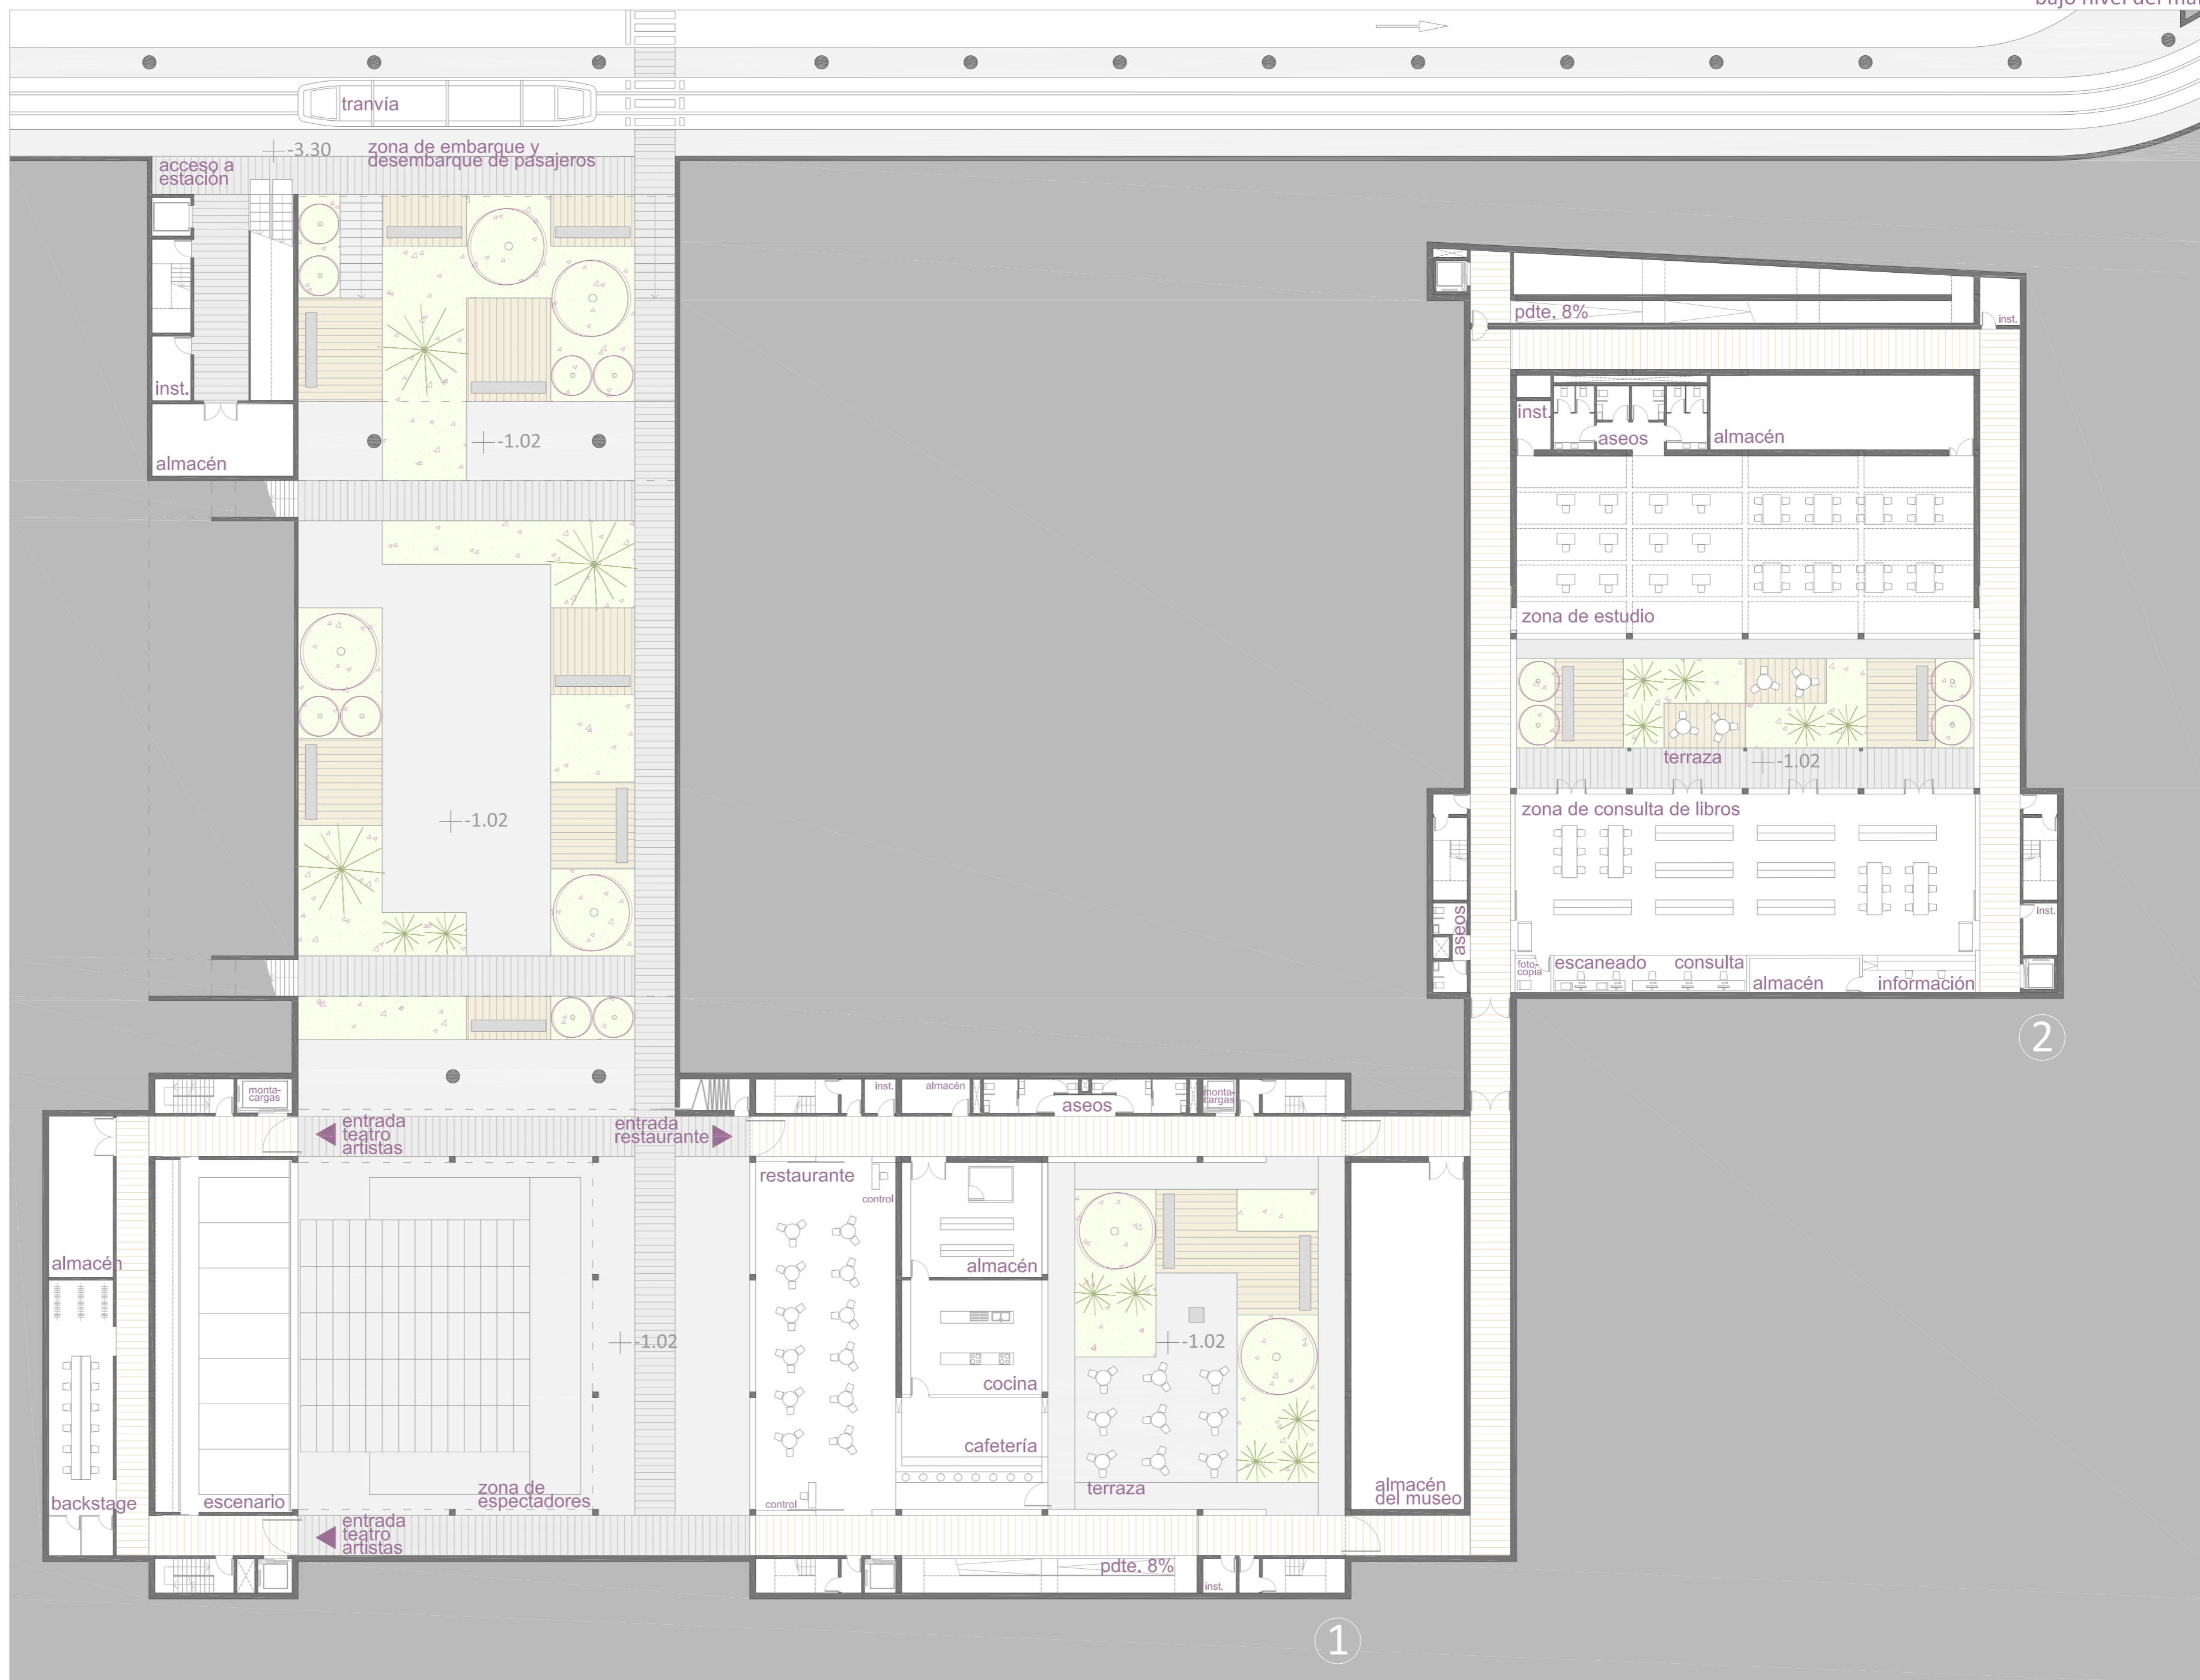 bajo nivel del mar
tranvía
-3.30
zona de embarque y
desembarque de pasajeros
acceso a
estación
inst.
almacén
-1.02
pdte. 8%
inst.
inst.
aseos
almacén
zona de estudio
terraza
-1.02
zona de consulta de libros
-1.02
aseos
foto-
copia
escaneado
consulta
almacén
información
inst.
2
monta-
cargas
inst.
almacén
aseos
monta-
cargas
entrada
teatro
artistas
entrada
restaurante
restaurante
control
almacén
almacén
-1.02
-1.02
cocina
cafetería
backstage
escenario
zona de
espectadores
control
terraza
almacén
del museo
entrada
teatro
artistas
pdte. 8%
inst.
1